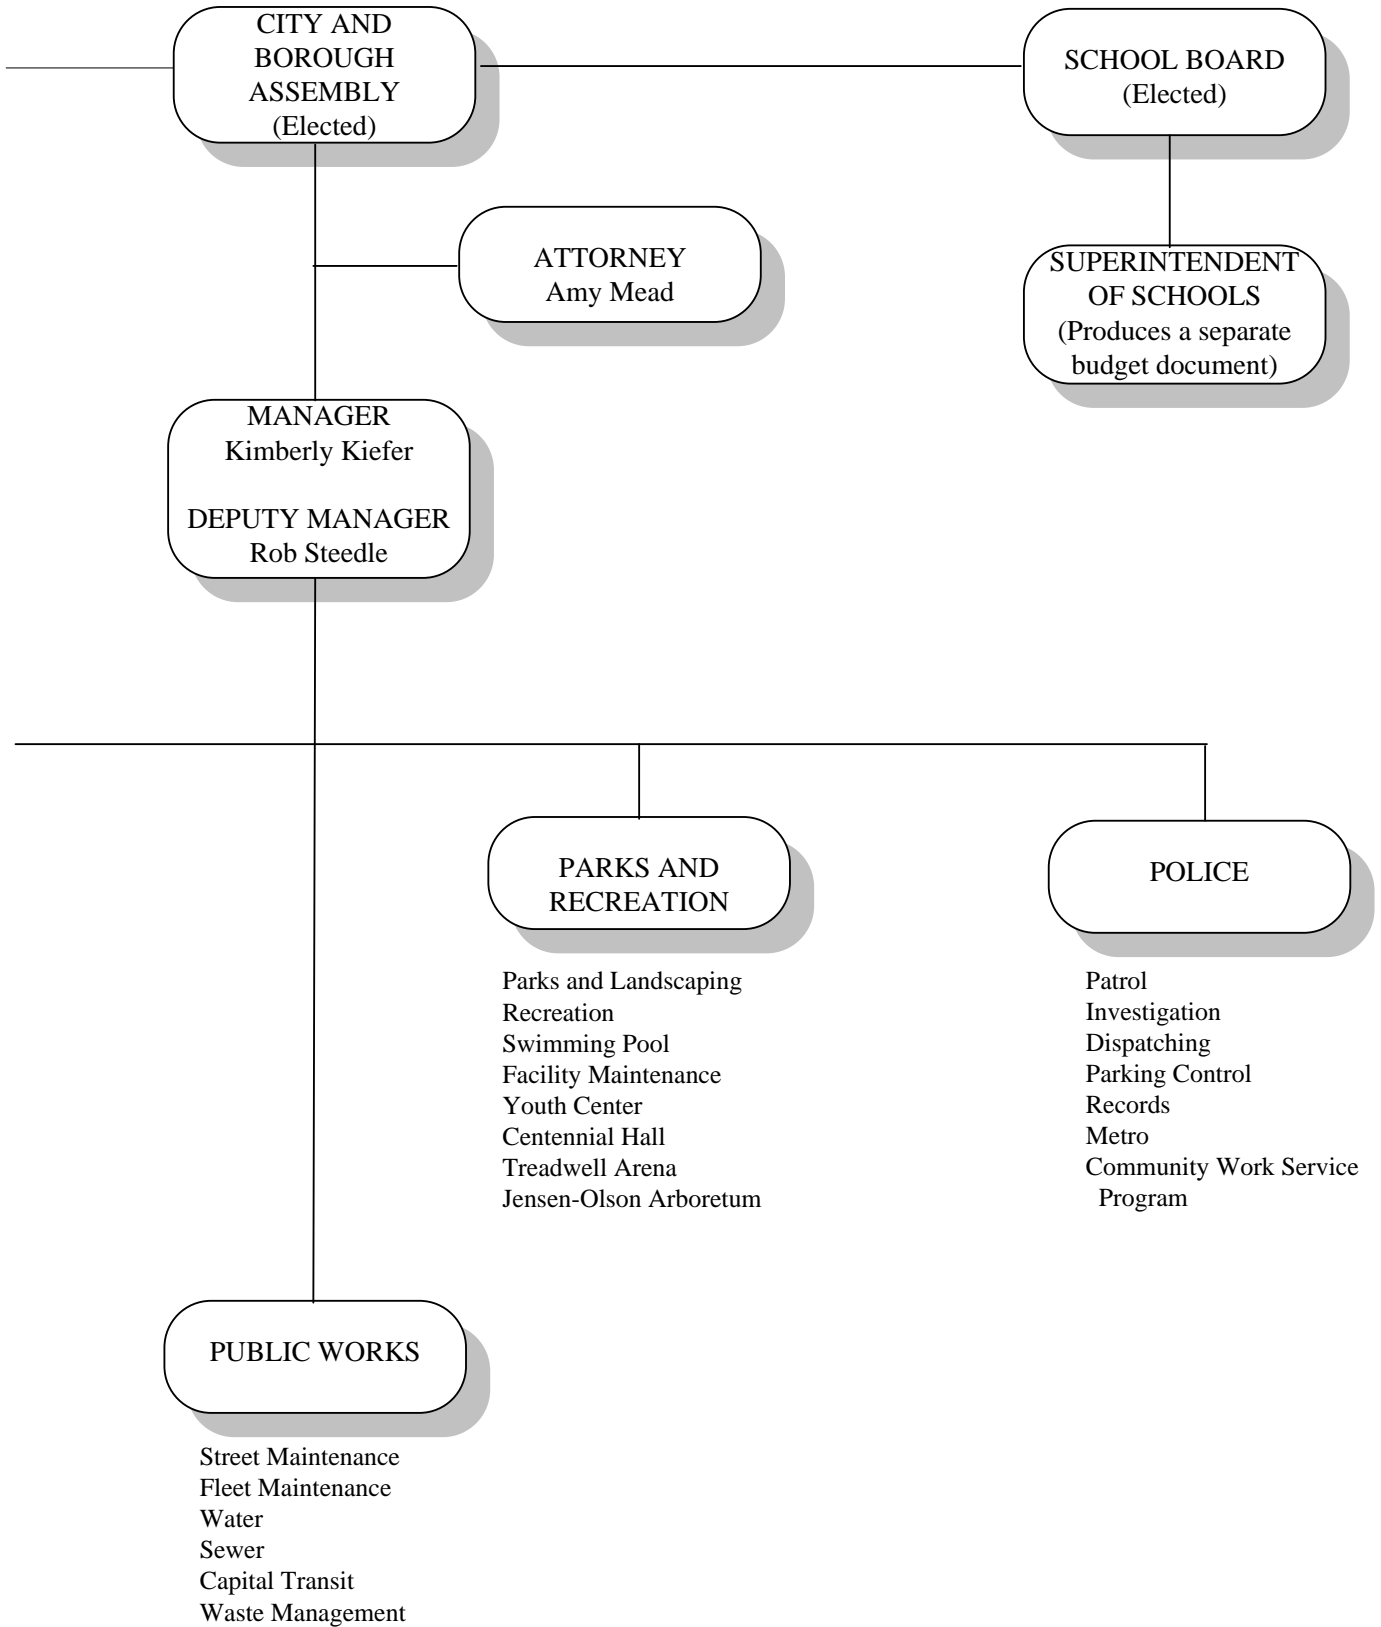 CITY AND
BOROUGH
ASSEMBLY
(Elected)
SCHOOL BOARD
(Elected)
ATTORNEY
Amy Mead
SUPERINTENDENT
OF SCHOOLS
(Produces a separate
budget document)
MANAGER
Kimberly Kiefer
DEPUTY MANAGER
Rob Steedle
PARKS AND
RECREATION
Parks and Landscaping
Recreation
Swimming Pool
Facility Maintenance
Youth Center
Centennial Hall
Treadwell Arena
Jensen-Olson Arboretum
POLICE
Patrol
Investigation
Dispatching
Parking Control
Records
Metro
Community Work Service
Program
PUBLIC WORKS
Street Maintenance
Fleet Maintenance
Water
Sewer
Capital Transit
Waste Management